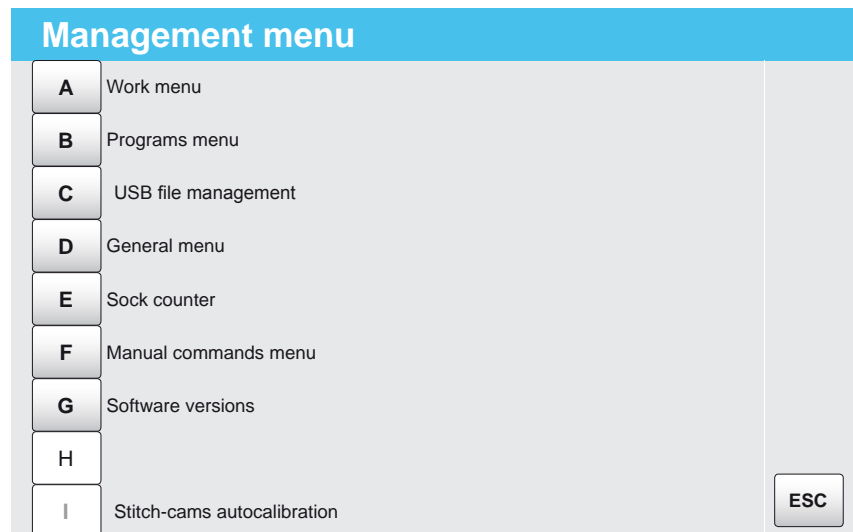 Management menu
A Work menu
B Programs menu
C USB file management
D General menu
E Sock counter
F Manual commands menu
G Software versions
H
I Stitch-cams autocalibration
ESC